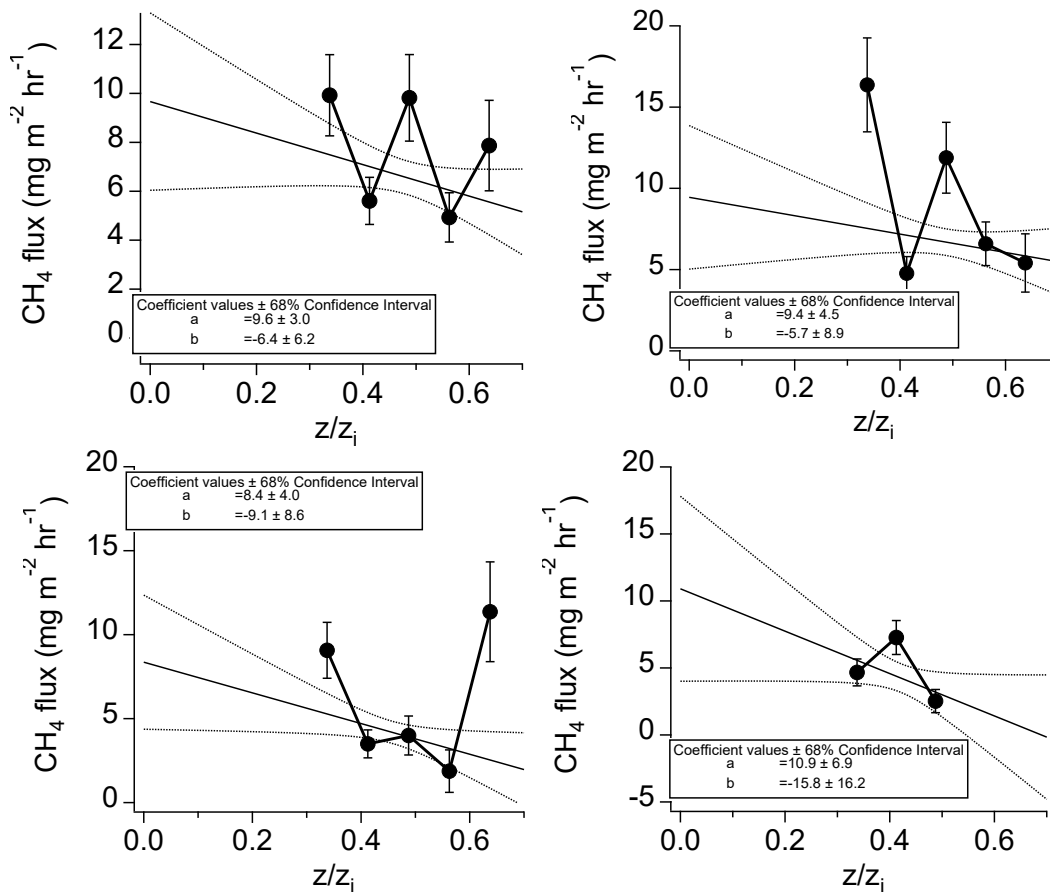 12
10
8
6
4
2
0
CH₄ flux (mg m⁻² hr⁻¹)
Coefficient values ± 68% Confidence Interval
a =9.6 ± 3.0
b =-6.4 ± 6.2
0.0 0.2 0.4 0.6
z/zᵢ
20
15
10
5
0
CH₄ flux (mg m⁻² hr⁻¹)
Coefficient values ± 68% Confidence Interval
a =9.4 ± 4.5
b =-5.7 ± 8.9
0.0 0.2 0.4 0.6
z/zᵢ
20
15
10
5
0
CH₄ flux (mg m⁻² hr⁻¹)
Coefficient values ± 68% Confidence Interval
a =8.4 ± 4.0
b =-9.1 ± 8.6
0.0 0.2 0.4 0.6
z/zᵢ
20
15
10
5
0
-5
CH₄ flux (mg m⁻² hr⁻¹)
Coefficient values ± 68% Confidence Interval
a =10.9 ± 6.9
b =-15.8 ± 16.2
0.0 0.2 0.4 0.6
z/zᵢ